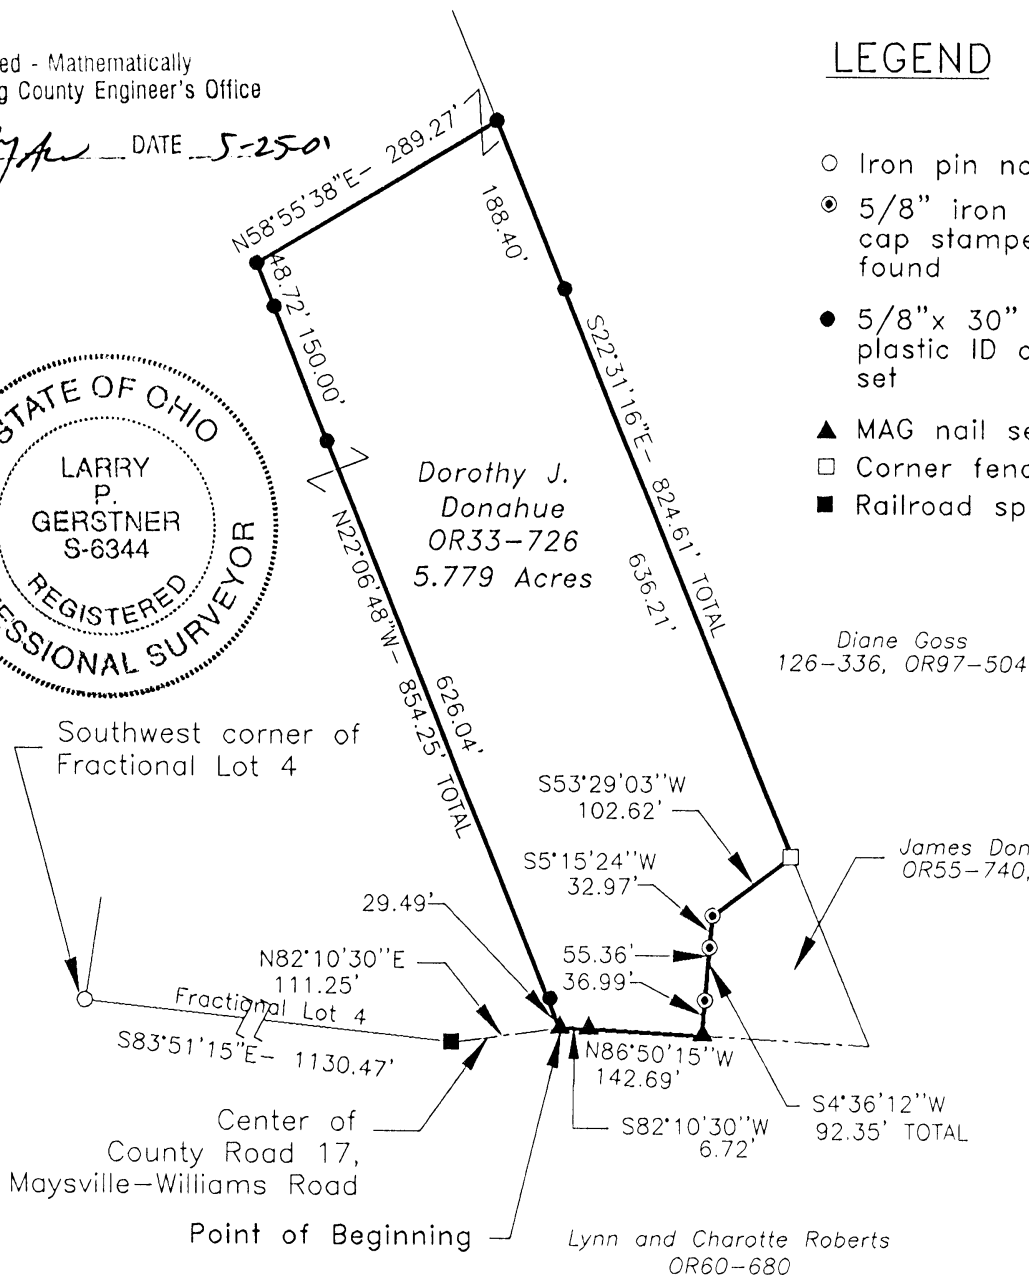 ed - Mathematically
g County Engineer's Office
DATE 5-25-01
LEGEND
Iron pin no
5/8" iron
cap stampe
found
5/8"x 30"
plastic ID c
set
MAG nail se
Corner fenc
Railroad sp
N58°55'38"E- 289.27'
188.40'
48.72'
150.00'
S22°31'16"E- 824.61' TOTAL
636.21'
STATE OF OHIO
LARRY
P.
GERSTNER
S-6344
REGISTERED
ESSIONAL SURVEYOR
Dorothy J.
Donahue
OR33-726
5.779 Acres
N22°06'48"W- 854.25' TOTAL
626.04'
Diane Goss
126-336, OR97-504
Southwest corner of
Fractional Lot 4
S53°29'03"W
102.62'
S5°15'24"W
32.97'
James Don
OR55-740,
29.49'
55.36'
36.99'
N82°10'30"E
111.25'
Fractional Lot 4
S83°51'15"E- 1130.47'
N86°50'15"W
142.69'
S4°36'12"W
92.35' TOTAL
S82°10'30"W
6.72'
Center of
County Road 17,
Maysville-Williams Road
Point of Beginning
Lynn and Charotte Roberts
OR60-680